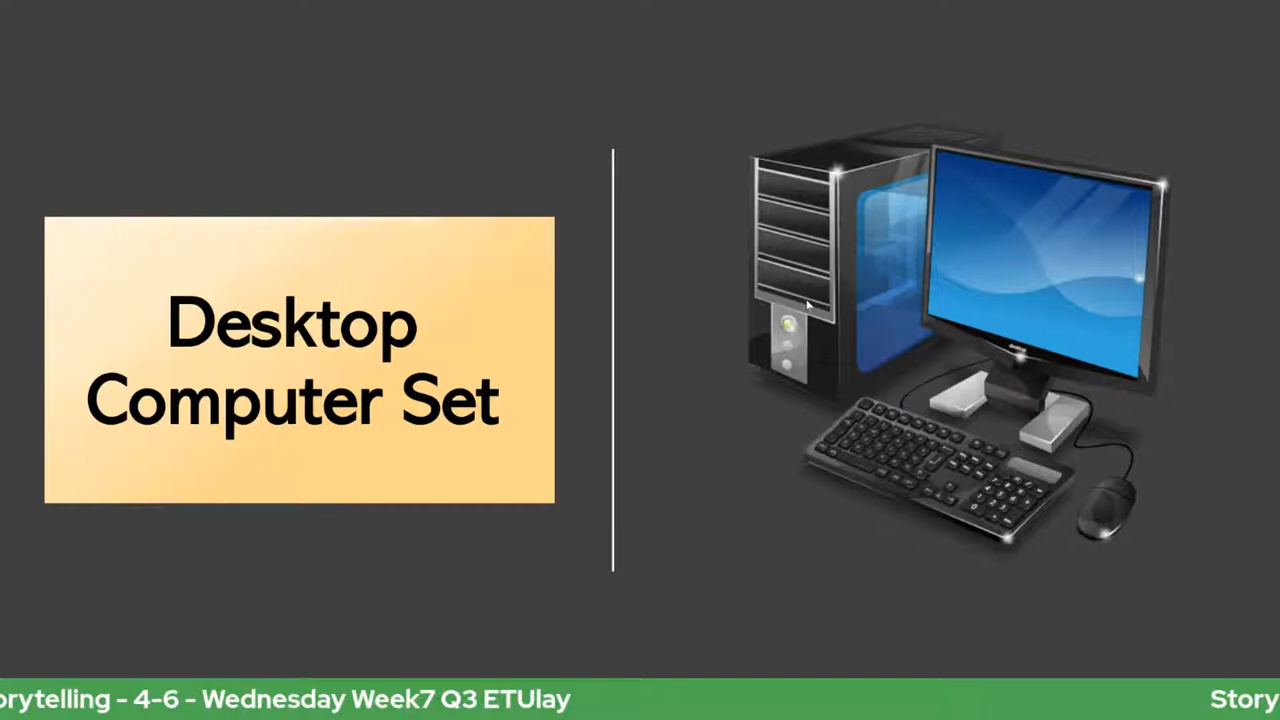 Desktop
Computer Set
orytelling - 4-6 - Wednesday Week7 Q3 ETUlay
Story